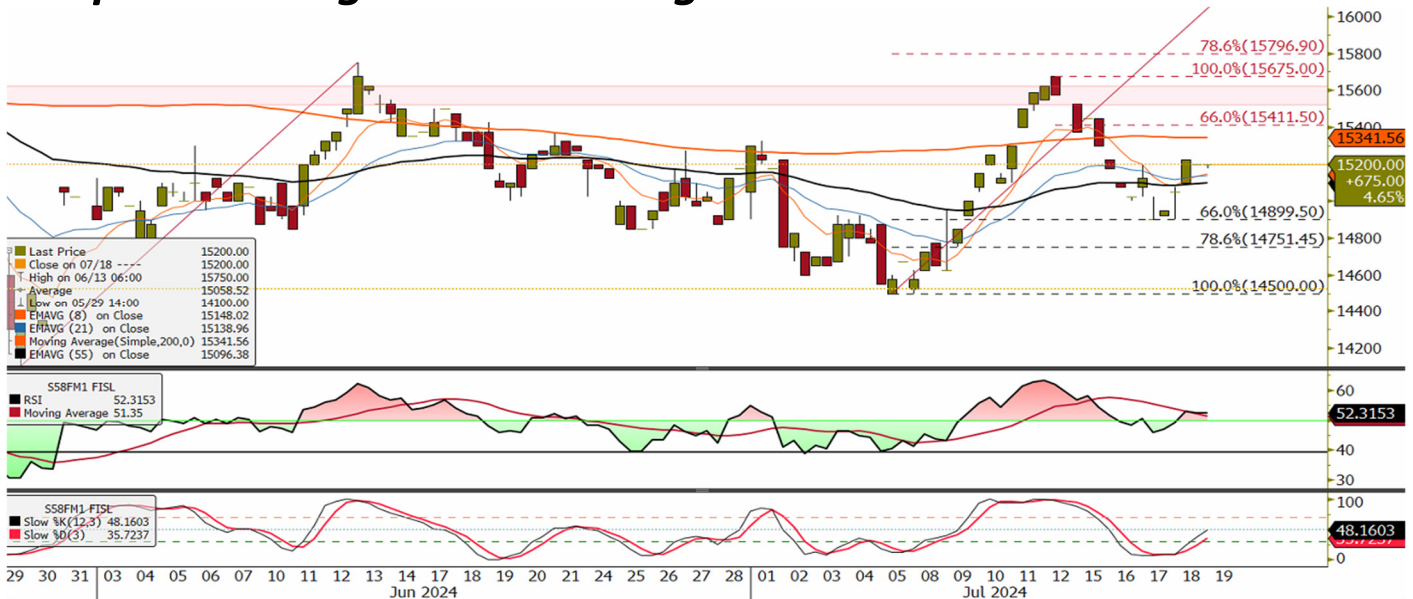 16000
78.6%(15796.90)
15800
100.0%(15675.00)
15600
66.0%(15411.50)
15400
15341.56
15200.00
+675.00
4.65%
66.0%(14899.50)
14800
78.6%(14751.45)
14600
100.0%(14500.00)
14400
14200
Last Price 15200.00
Close on 07/18 ---- 15200.00
High on 06/13 06:00 15750.00
Average 15058.52
Low on 05/29 14:00 14100.00
EMAVG (8) on Close 15148.02
EMAVG (21) on Close 15138.96
Moving Average(Simple,200,0) 15341.56
EMAVG (55) on Close 15096.38
S58FM1 FISL
RSI 52.3153
Moving Average 51.35
60
52.3153
40
30
S58FM1 FISL
Slow %K(12,3) 48.1603
Slow %D(3) 35.7237
100
48.1603
0
29 30 31 03 04 05 06 07 10 11 12 13 14 17 18 19 20 21 24 25 26 27 28 01 02 03 04 05 08 09 10 11 12 15 16 17 18 19
Jun 2024 Jul 2024